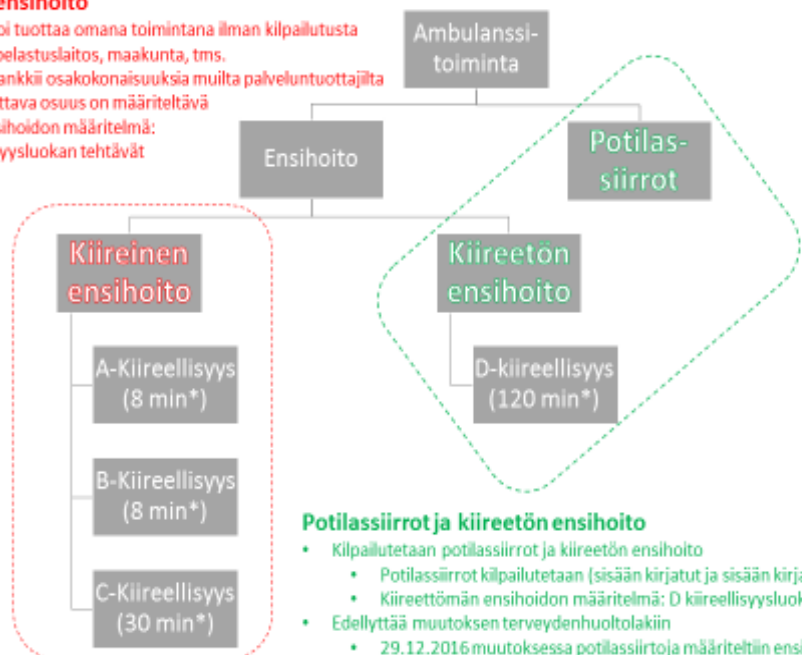 ensihoito
oi tuottaa omana toimintana ilman kilpailutusta
pelastuslaitos, maakunta, tms.
ankkii osakokonaisuuksia muilta palveluntuottajilta
ttava osuus on määriteltävä
sihoidon määritelmä:
yysluokan tehtävät
Ambulanssi-
toiminta
Ensihoito
Potilas-
siirrot
Kiireinen
ensihoito
Kiireetön
ensihoito
A-Kiireellisyys
(8 min*)
D-kiireellisyys
(120 min*)
B-Kiireellisyys
(8 min*)
C-Kiireellisyys
(30 min*)
Potilassiirrot ja kiireetön ensihoito
• Kilpailutetaan potilassiirrot ja kiireetön ensihoito
• Potilassiirrot kilpailutetaan (sisään kirjatut ja sisään kirja
• Kiireettömän ensihoidon määritelmä: D kiireellisyysluok
• Edellyttää muutoksen terveydenhuoltolakiin
• 29.12.2016 muutoksessa potilassiirtoja määriteltiin ensi